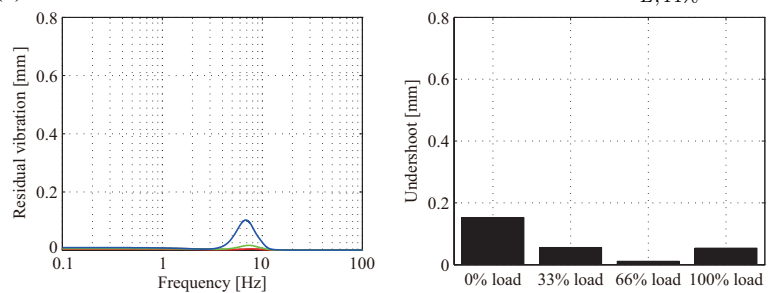 0.8
0.6
0.4
0.2
0
Residual vibration [mm]
0.1 1 10 100
Frequency [Hz]
0.8
0.6
0.4
0.2
0
Undershoot [mm]
0% load 33% load 66% load 100% load